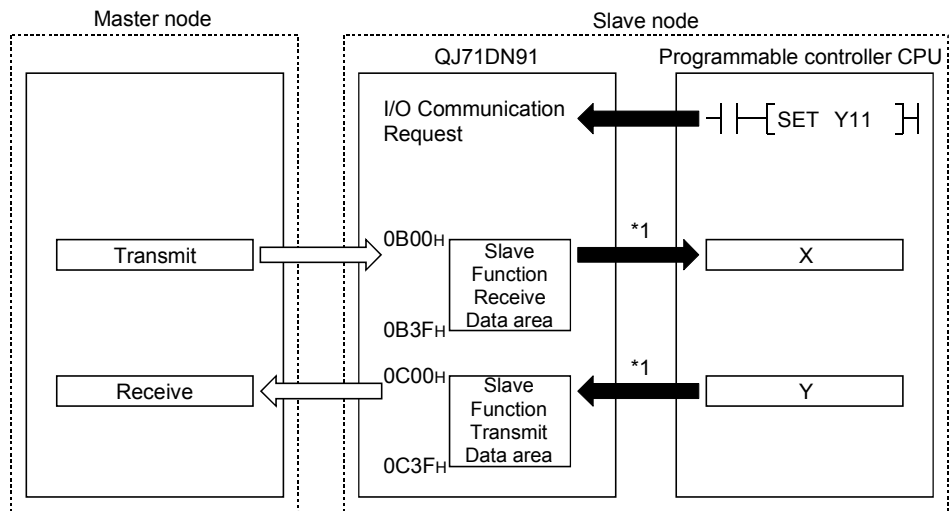 Master node
Slave node
QJ71DN91
Programmable controller CPU
I/O Communication
Request
SET Y11
Transmit
0B00H
Slave
Function
Receive
Data area
0B3FH
*1
X
Receive
0C00H
Slave
Function
Transmit
Data area
0C3FH
*1
Y